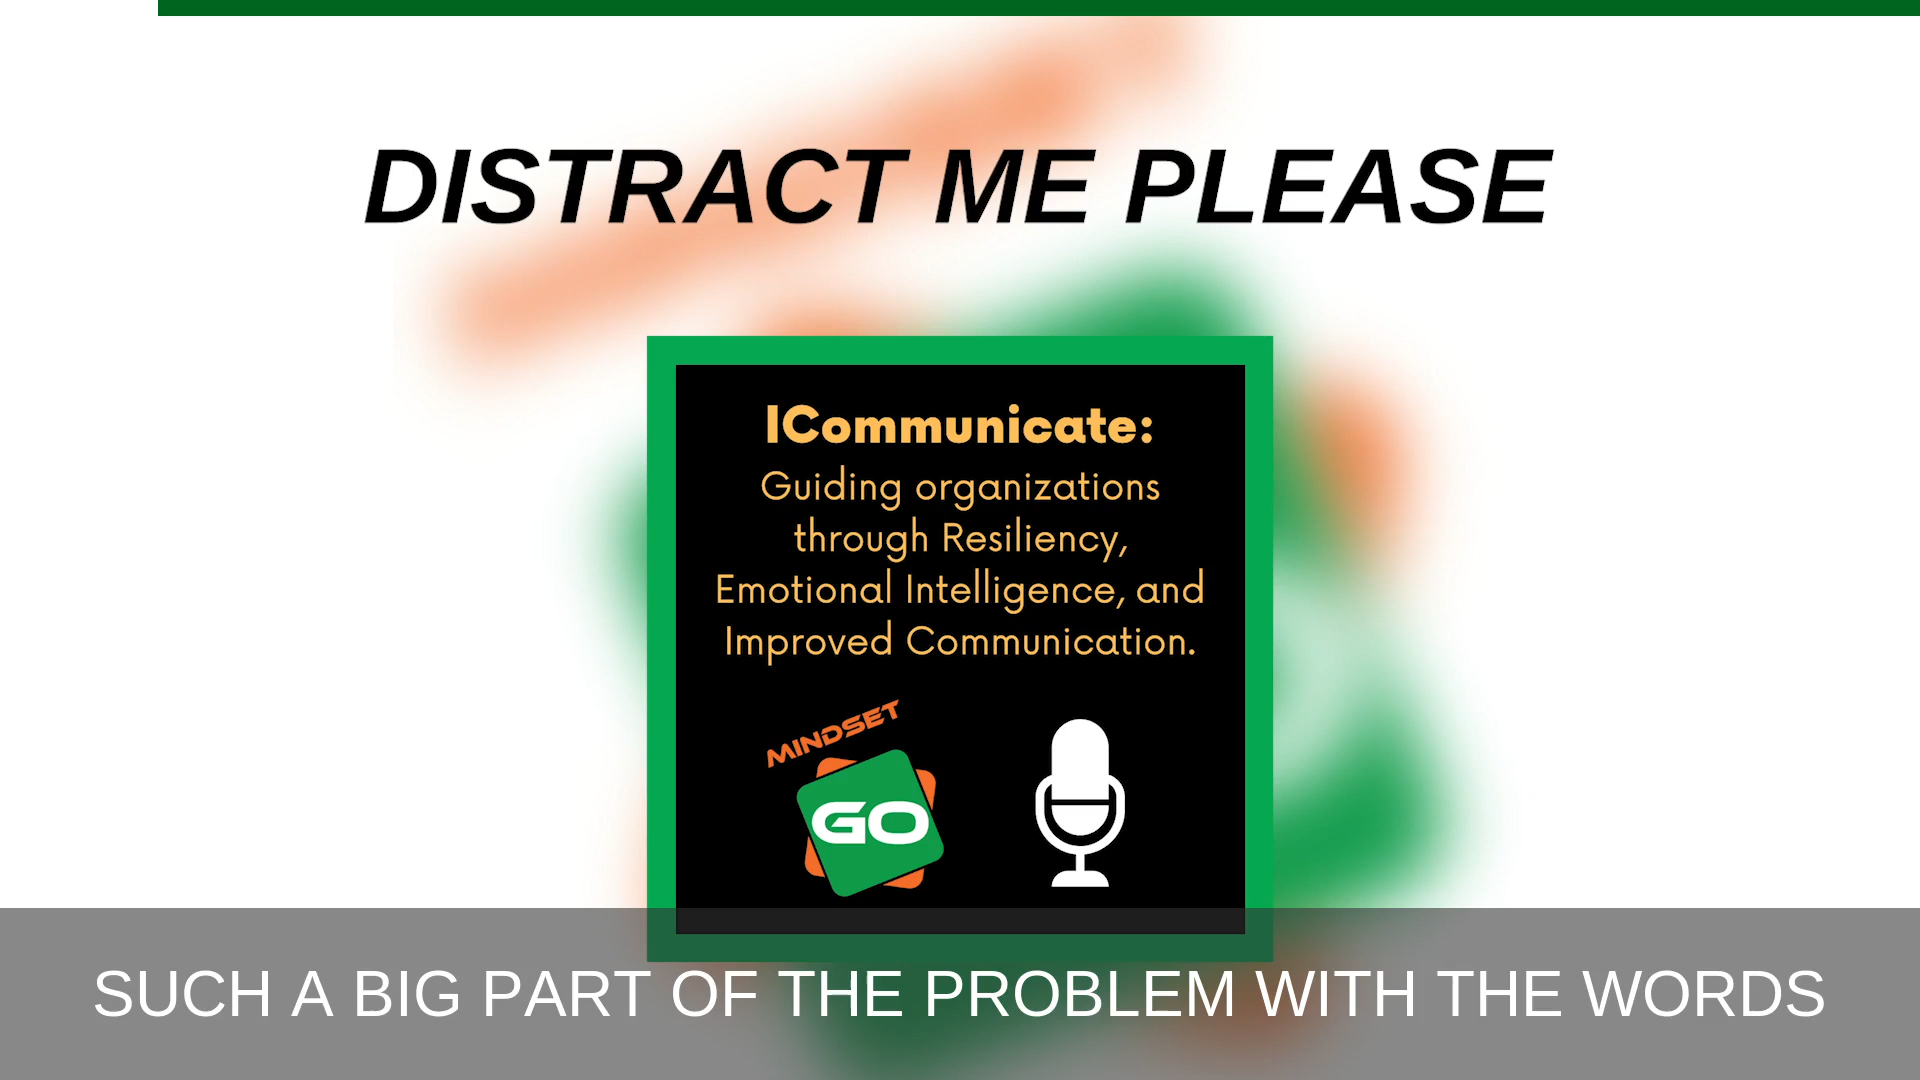 DISTRACT ME PLEASE
ICommunicate:
Guiding organizations
through Resiliency,
Emotional Intelligence, and
Improved Communication.
MINDSET
GO
SUCH A BIG PART OF THE PROBLEM WITH THE WORDS